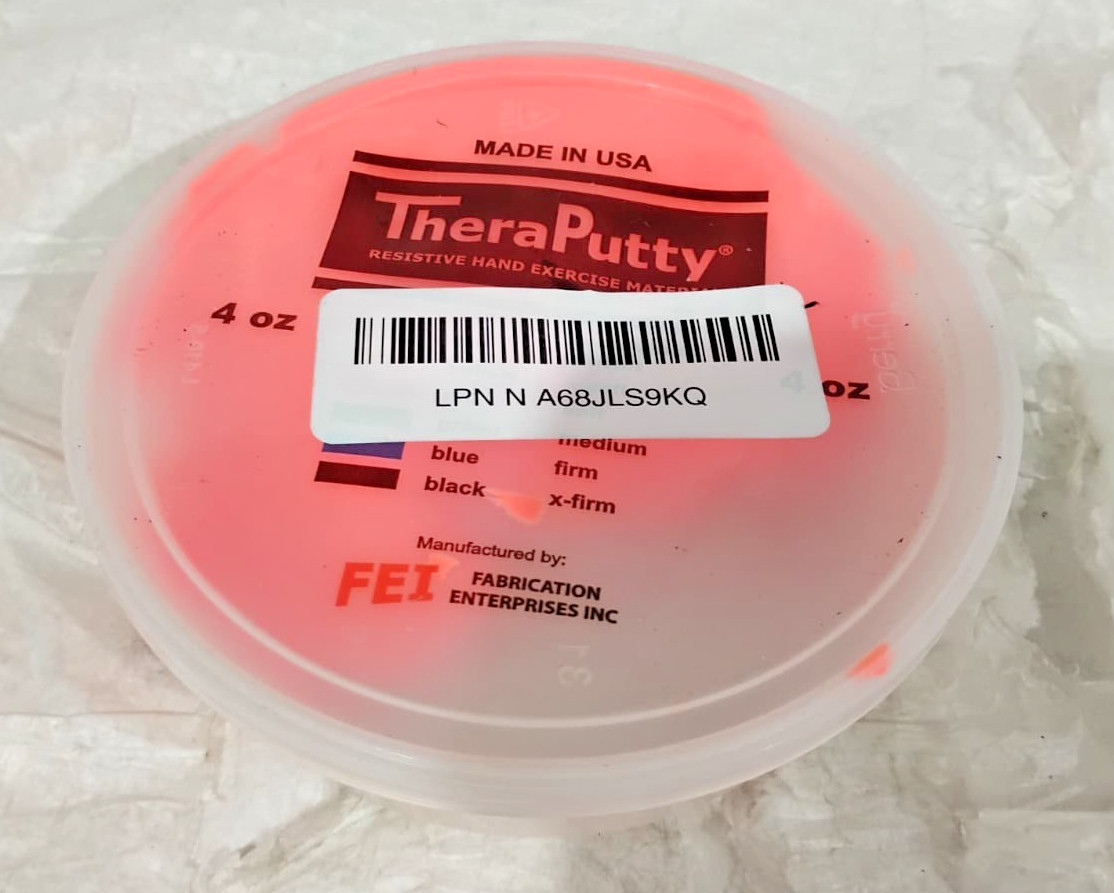 MADE IN USA
TheraPutty®
RESISTIVE HAND EXERCISE
4 oz
LPN N A68JLS9KQ
4 oz
medium
blue firm
black x-firm
Manufactured by:
FEI FABRICATION
ENTERPRISES INC